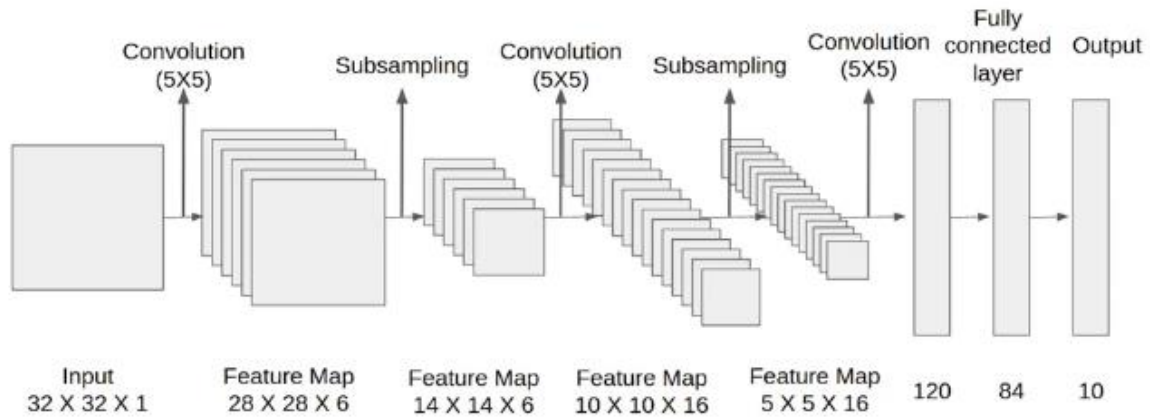 Convolution
(5X5)
Subsampling
Convolution
(5X5)
Subsampling
Convolution
(5X5)
Fully
connected
layer
Output
Input
32 X 32 X 1
Feature Map
28 X 28 X 6
Feature Map
14 X 14 X 6
Feature Map
10 X 10 X 16
Feature Map
5 X 5 X 16
120
84
10